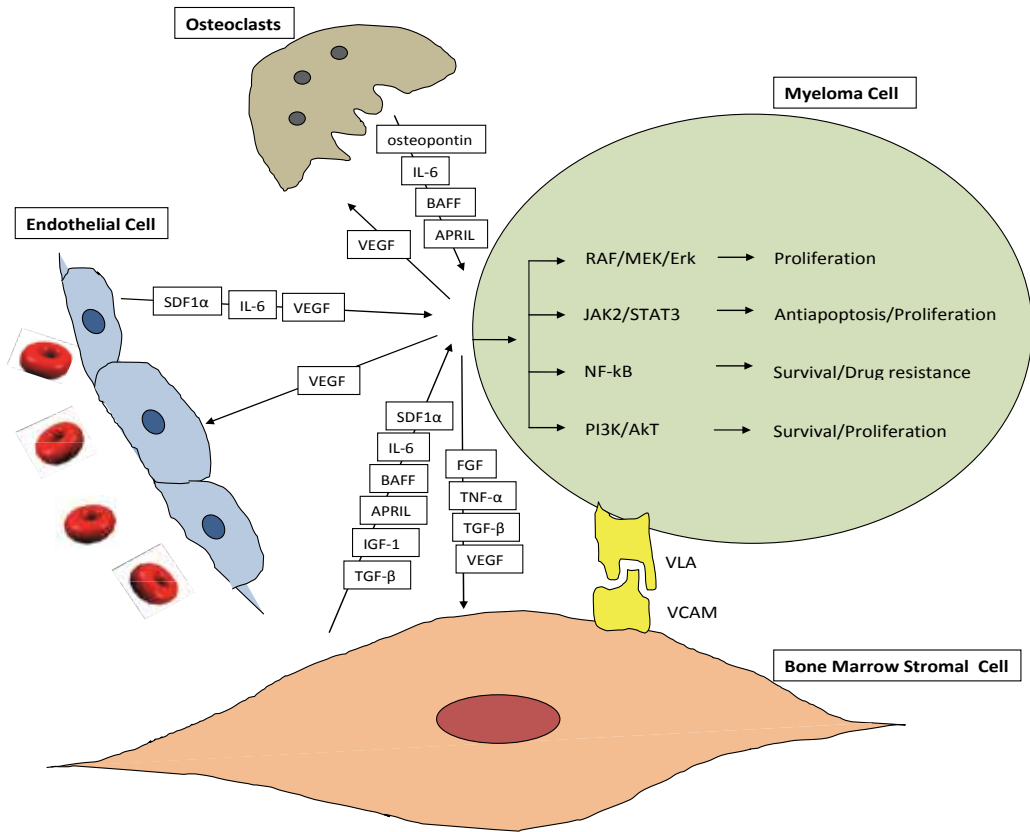 Osteoclasts
Myeloma Cell
osteopontin
IL-6
BAFF
APRIL
VEGF
Endothelial Cell
SDF1α
IL-6
VEGF
VEGF
RAF/MEK/Erk
Proliferation
JAK2/STAT3
Antiapoptosis/Proliferation
NF-kB
Survival/Drug resistance
PI3K/AkT
Survival/Proliferation
SDF1α
IL-6
BAFF
APRIL
IGF-1
TGF-β
FGF
TNF-α
TGF-β
VEGF
VLA
VCAM
Bone Marrow Stromal Cell